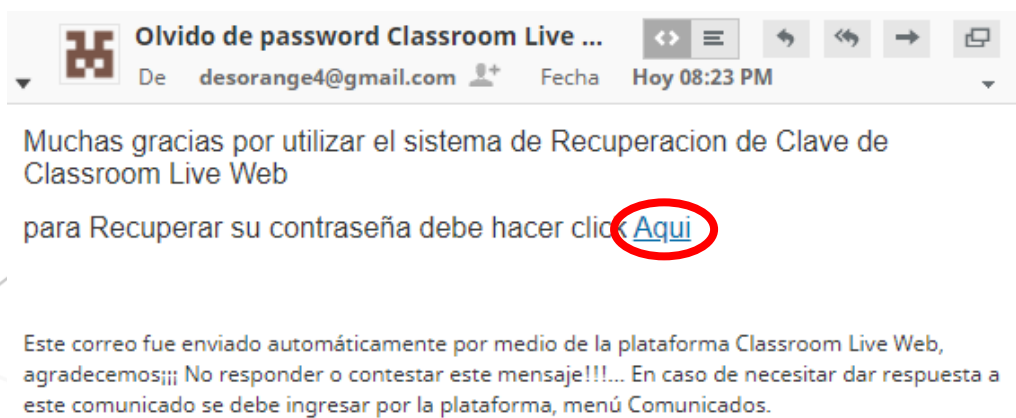 Olvido de password Classroom Live ...
De desorange4@gmail.com Fecha Hoy 08:23 PM
Muchas gracias por utilizar el sistema de Recuperacion de Clave de
Classroom Live Web
para Recuperar su contraseña debe hacer click Aqui
Este correo fue enviado automáticamente por medio de la plataforma Classroom Live Web,
agradecemos¡¡¡ No responder o contestar este mensaje!!!... En caso de necesitar dar respuesta a
este comunicado se debe ingresar por la plataforma, menú Comunicados.